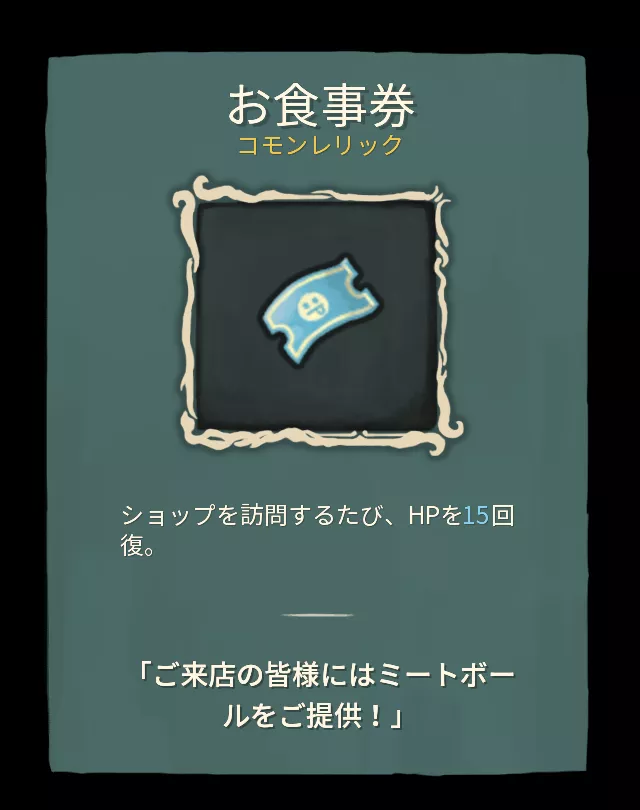 お食事券
コモンレリック
HP
ショップを訪問するたび、HPを15回
復。
「ご来店の皆様にはミートボー
ルをご提供！」